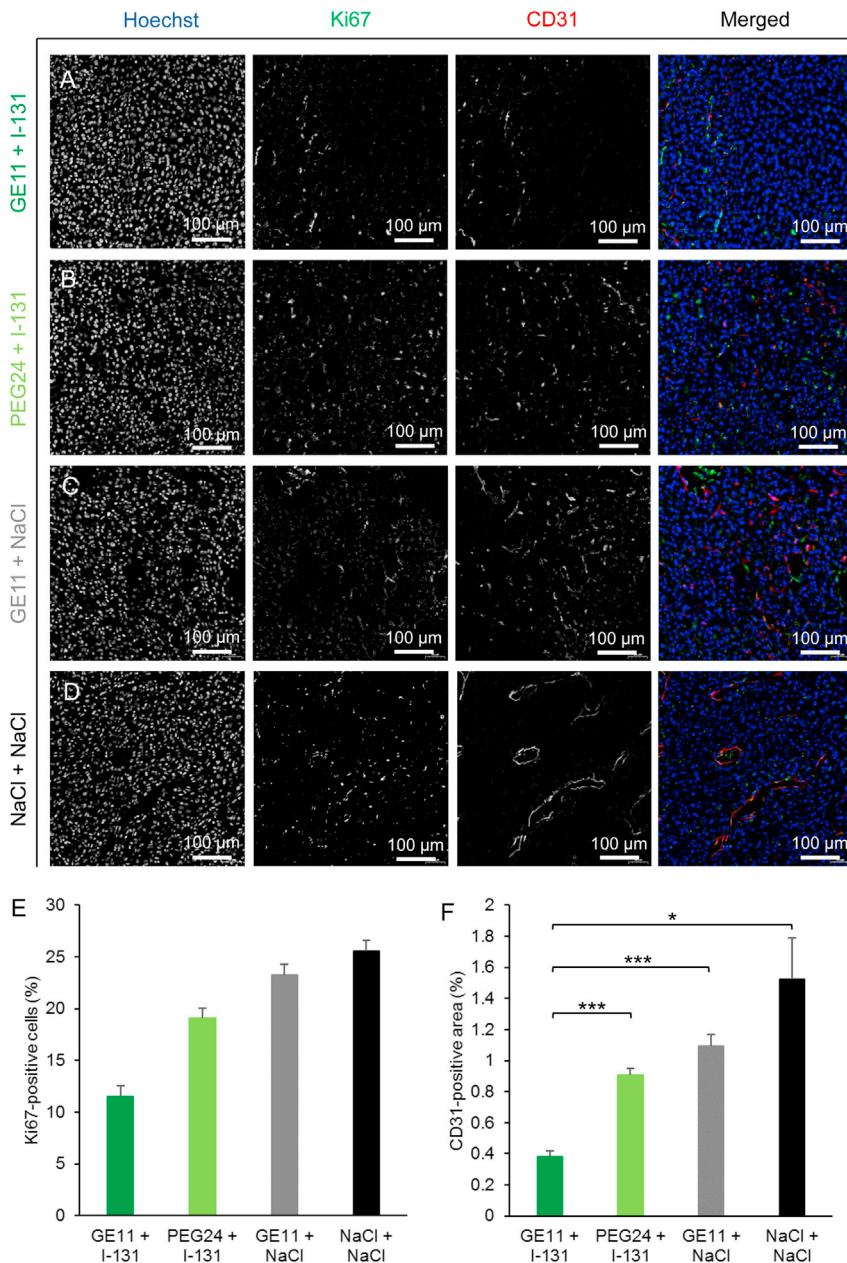 Hoechst Ki67 CD31 Merged
GE11 + I-131
A
100 µm 100 µm 100 µm 100 µm
PEG24 + I-131
B
100 µm 100 µm 100 µm 100 µm
GE11 + NaCl
C
100 µm 100 µm 100 µm 100 µm
NaCl + NaCl
D
100 µm 100 µm 100 µm 100 µm
E
Ki67-positive cells (%)
30
25
20
15
10
5
0
GE11 + PEG24 + GE11 + NaCl +
I-131 I-131 NaCl NaCl
F
CD31-positive area (%)
2
1.8
1.6
1.4
1.2
1
0.8
0.6
0.4
0.2
0
*
***
***
GE11 + PEG24 + GE11 + NaCl +
I-131 I-131 NaCl NaCl